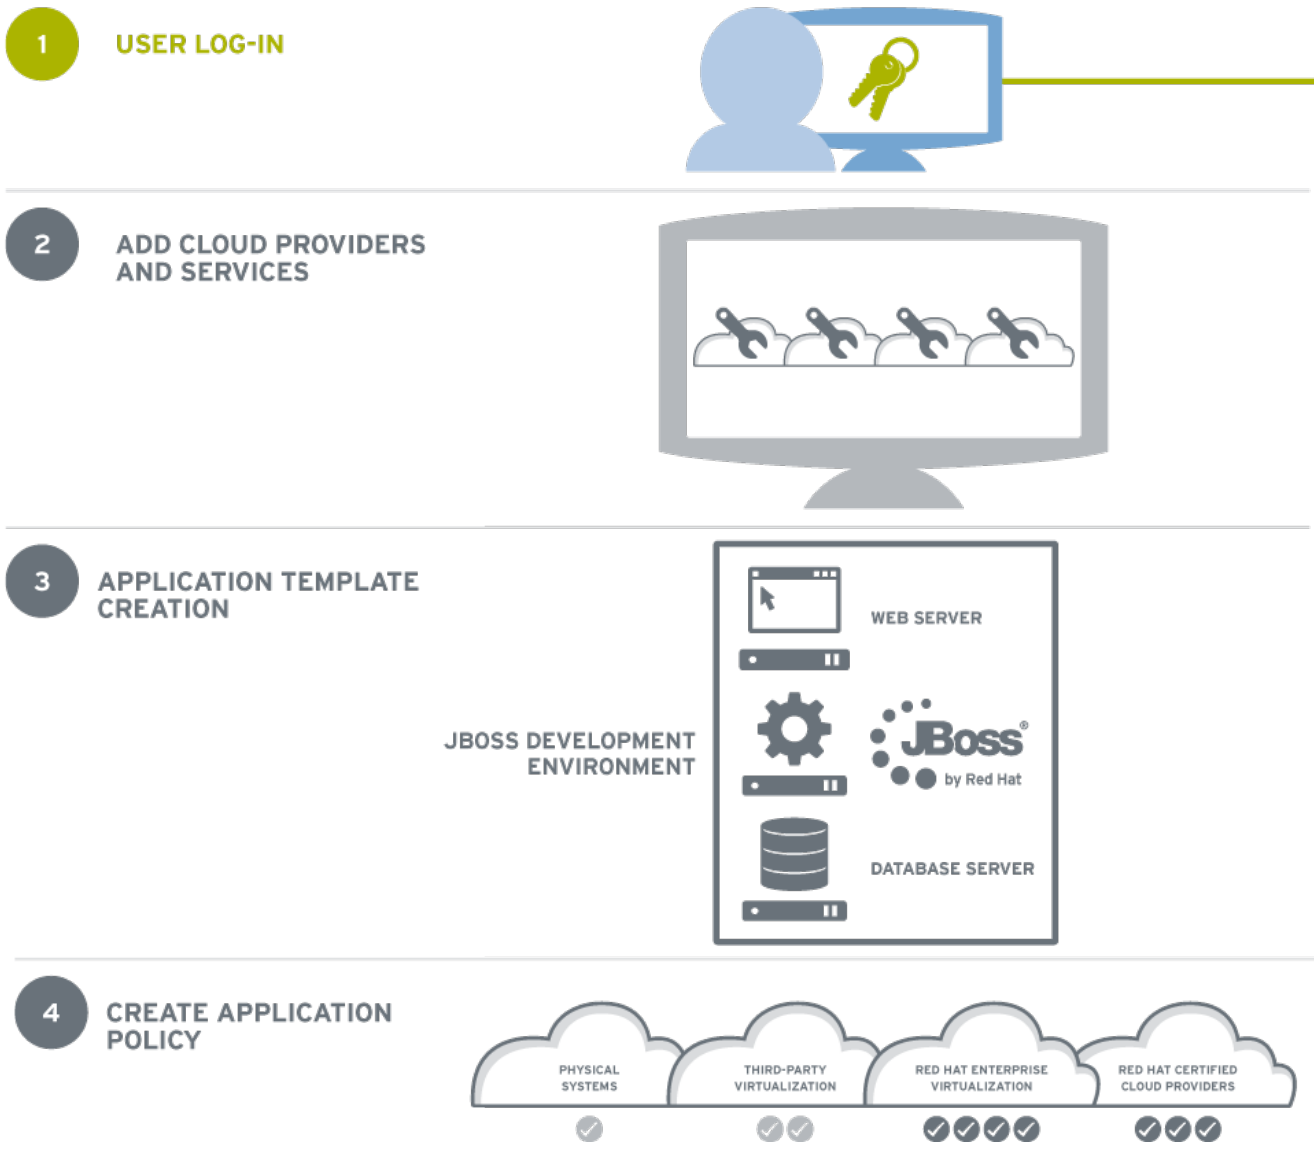 1
USER LOG-IN
2
ADD CLOUD PROVIDERS
AND SERVICES
3
APPLICATION TEMPLATE
CREATION
WEB SERVER
JBOSS DEVELOPMENT
ENVIRONMENT
JBoss®
by Red Hat
DATABASE SERVER
4
CREATE APPLICATION
POLICY
PHYSICAL
SYSTEMS
THIRD-PARTY
VIRTUALIZATION
RED HAT ENTERPRISE
VIRTUALIZATION
RED HAT CERTIFIED
CLOUD PROVIDERS